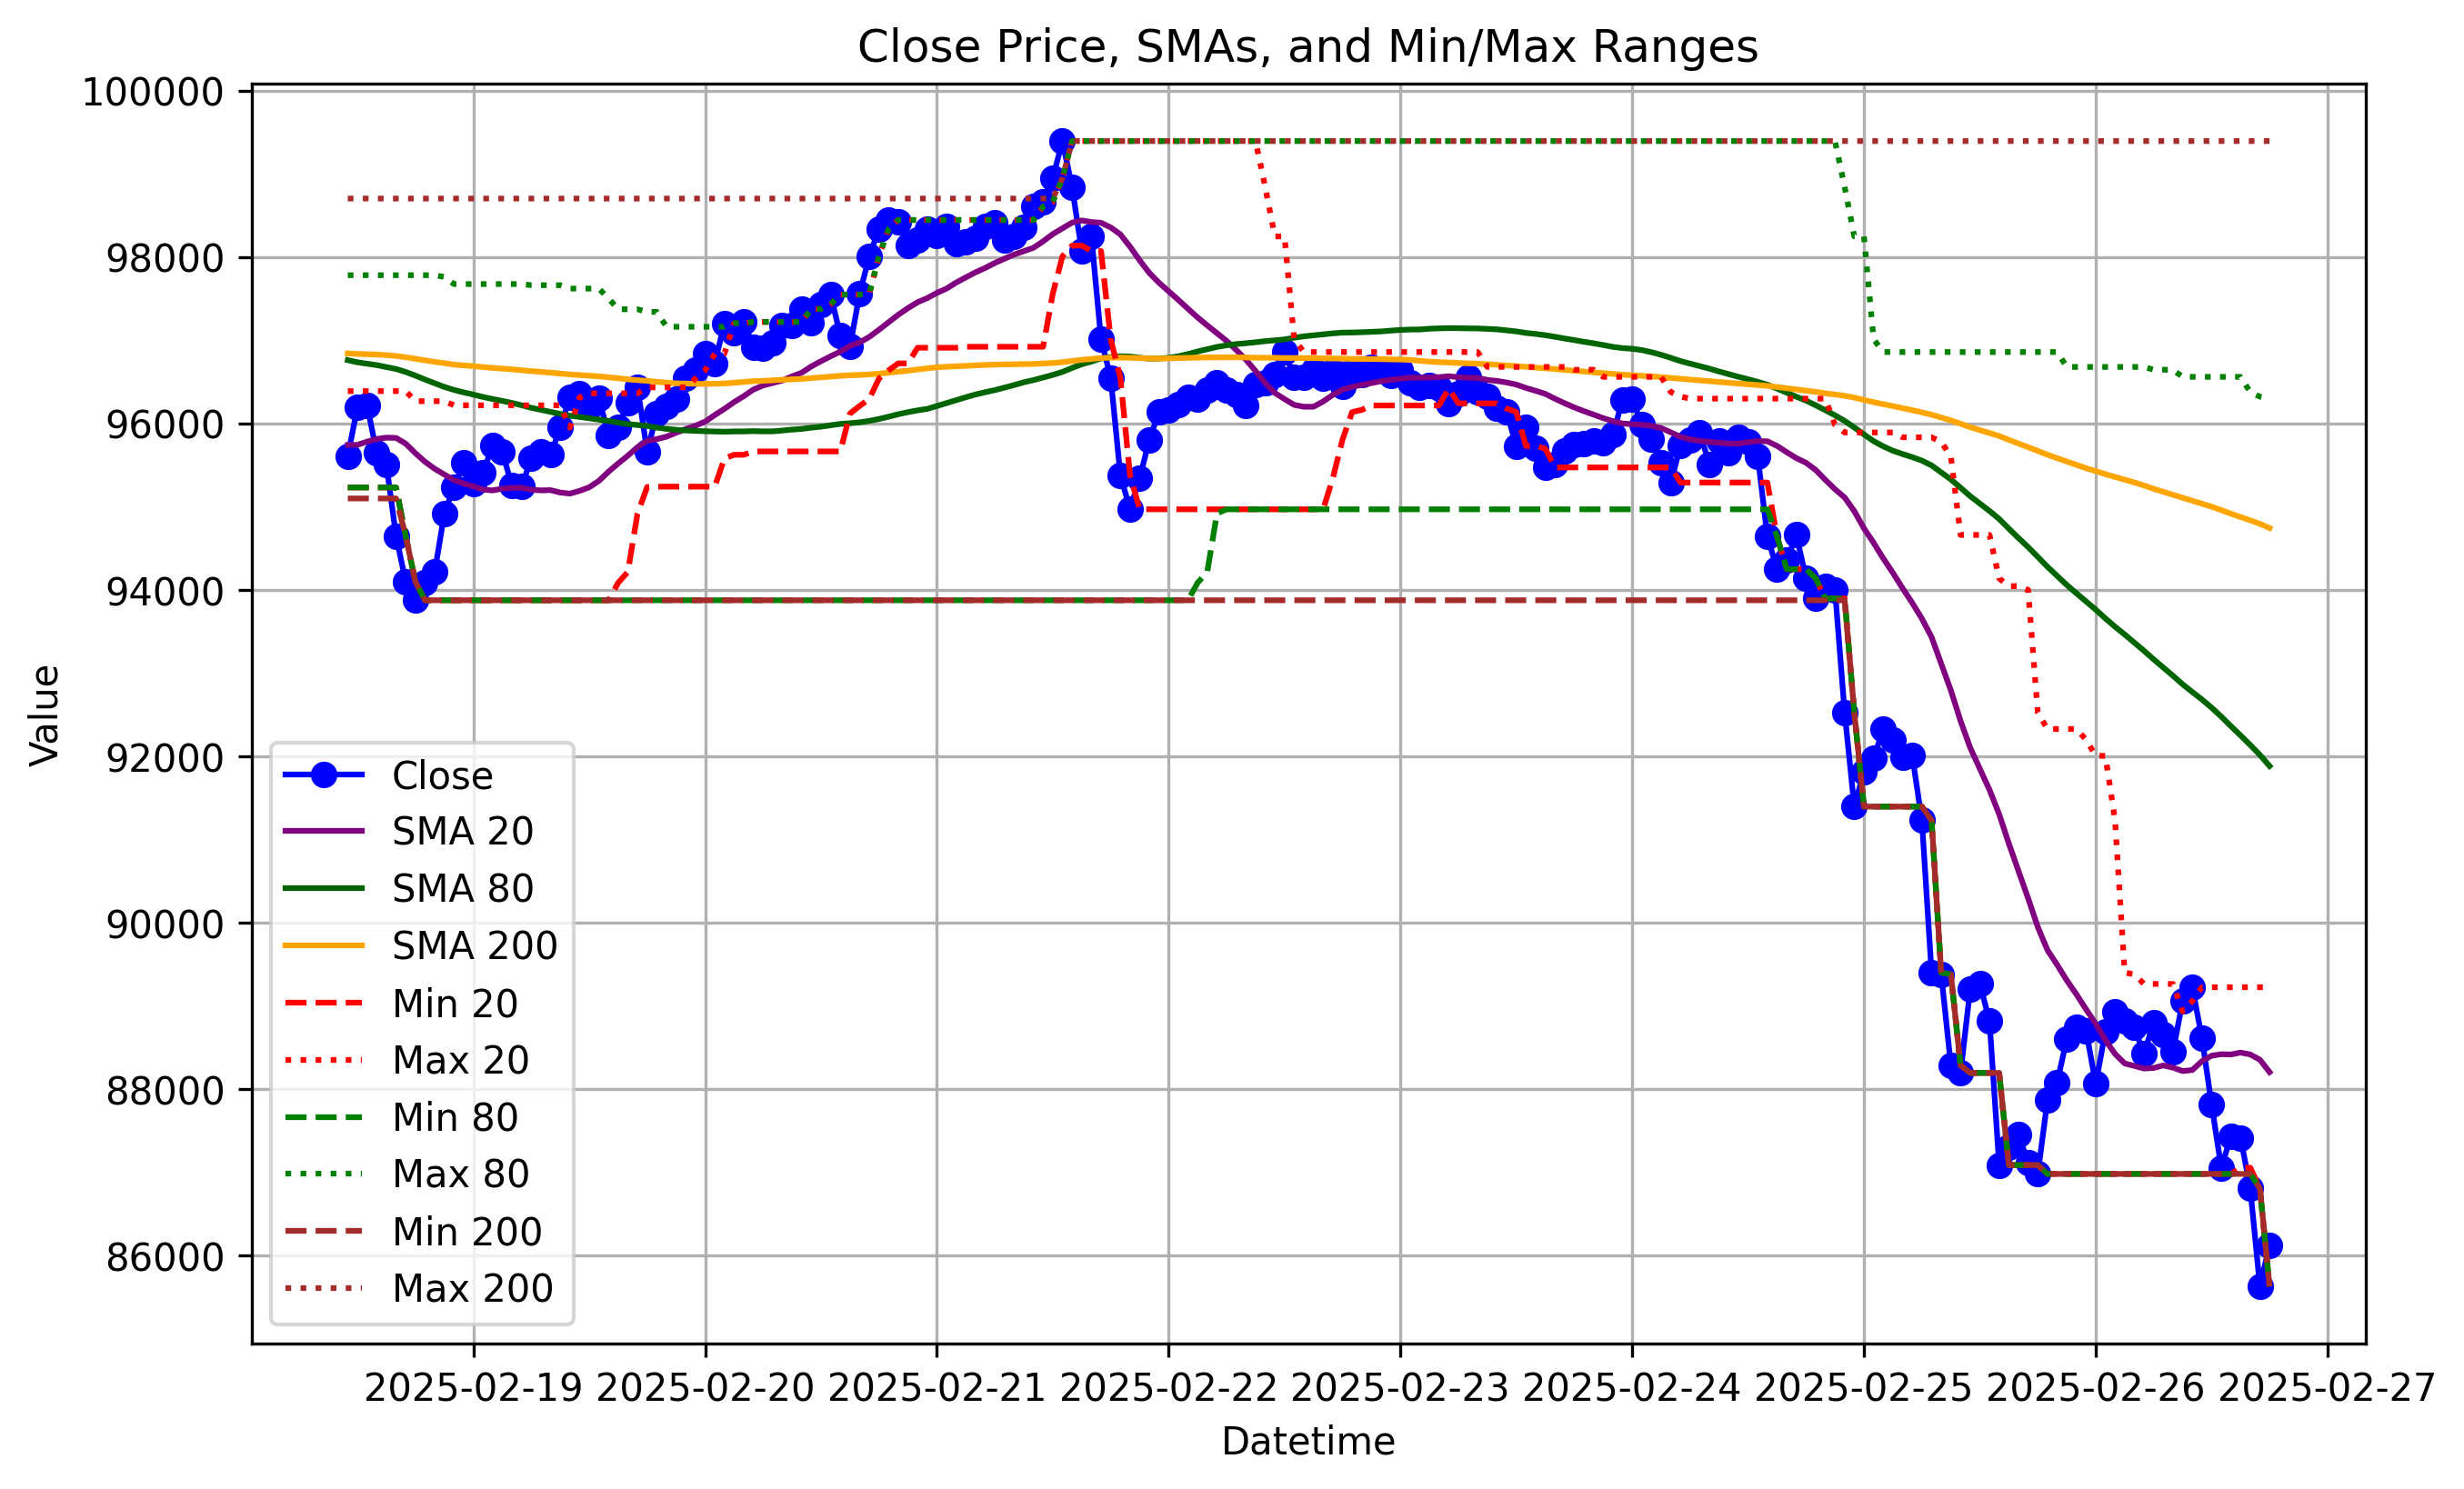 Close Price, SMAs, and Min/Max Ranges
100000
98000
96000
94000
92000
90000
88000
86000
Value
Close
SMA 20
SMA 80
SMA 200
Min 20
Max 20
Min 80
Max 80
Min 200
Max 200
2025-02-19 2025-02-20 2025-02-21 2025-02-22 2025-02-23 2025-02-24 2025-02-25 2025-02-26 2025-02-27
Datetime